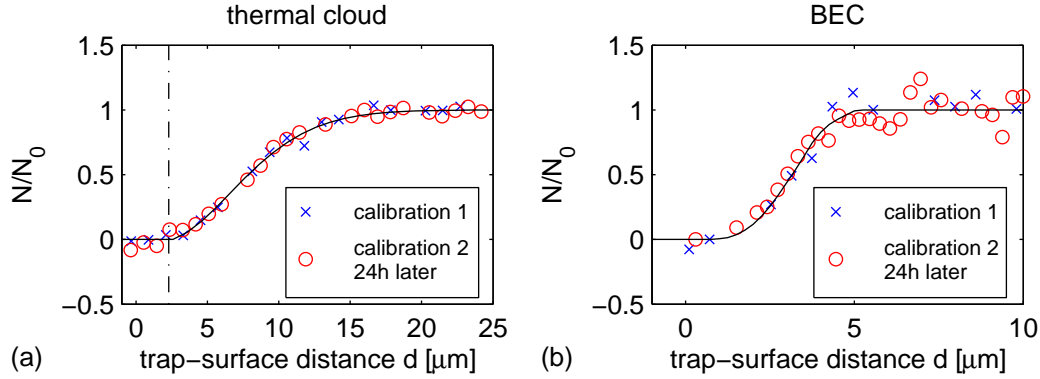 thermal cloud
1.5
1
0.5
0
−0.5
N/N0
calibration 1
calibration 2
24h later
0 5 10 15 20 25
(a) trap−surface distance d [μm]
BEC
1.5
1
0.5
0
−0.5
N/N0
calibration 1
calibration 2
24h later
0 5 10
(b) trap−surface distance d [μm]